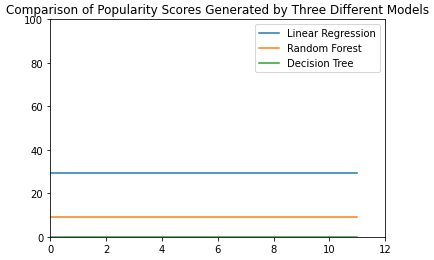 Comparison of Popularity Scores Generated by Three Different Models
100
80
60
40
20
0
Linear Regression
Random Forest
Decision Tree
0 2 4 6 8 10 12